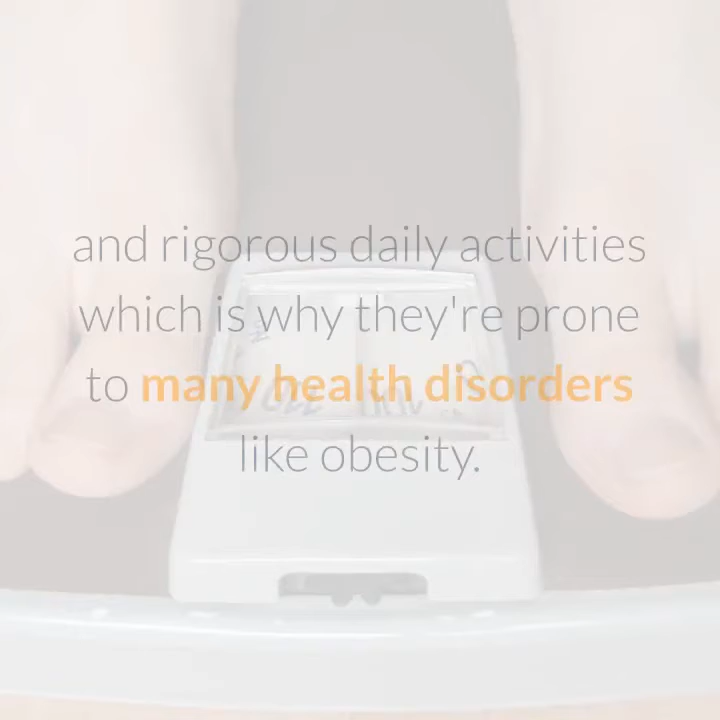 and rigorous daily activities
which is why they're prone
to many health disorders
like obesity.